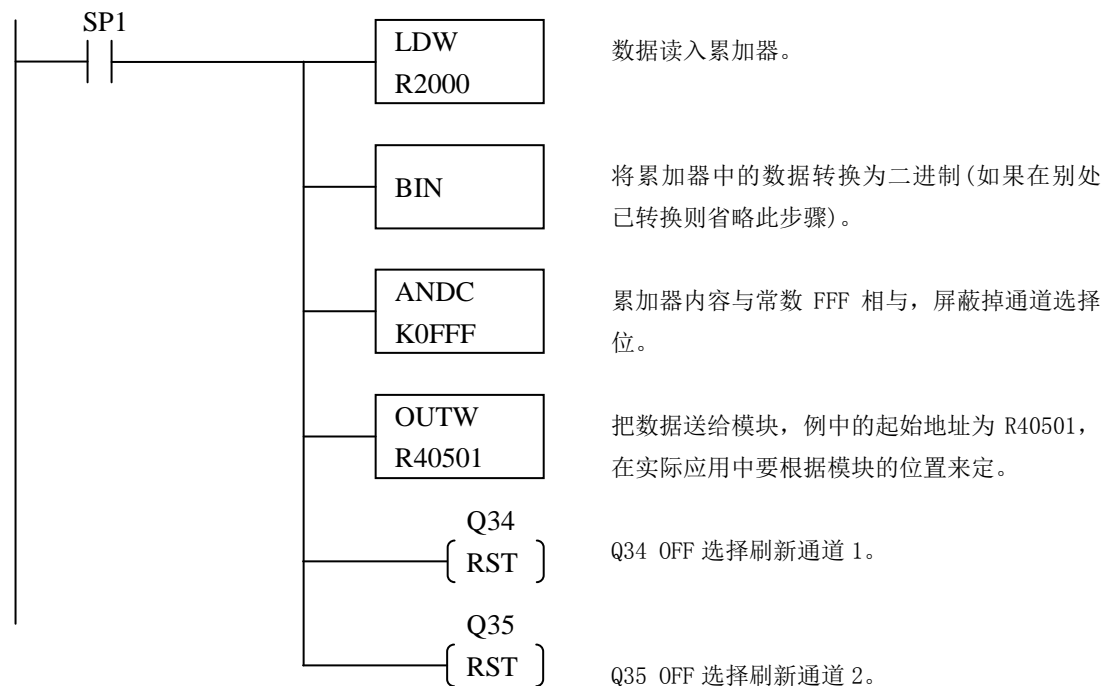 SP1
LDW
R2000
数据读入累加器。
BIN
将累加器中的数据转换为二进制(如果在别处
已转换则省略此步骤)。
ANDC
K0FFF
累加器内容与常数 FFF 相与，屏蔽掉通道选择
位。
OUTW
R40501
把数据送给模块，例中的起始地址为 R40501，
在实际应用中要根据模块的位置来定。
Q34
RST
Q34 OFF 选择刷新通道 1。
Q35
RST
Q35 OFF 选择刷新通道 2。